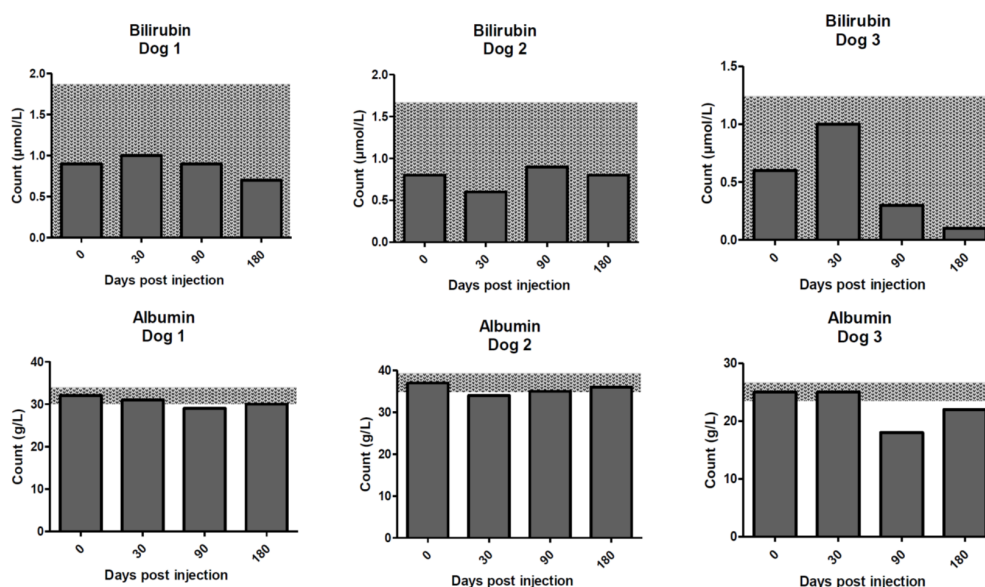 Bilirubin
Dog 1
Count (µmol/L)
2.0
1.5
1.0
0.5
0.0
0
30
90
180
Days post injection
Bilirubin
Dog 2
Count (µmol/L)
2.0
1.5
1.0
0.5
0.0
0
30
90
180
Days post injection
Bilirubin
Dog 3
Count (µmol/L)
1.5
1.0
0.5
0.0
0
30
90
180
Days post injection
Albumin
Dog 1
Count (g/L)
40
30
20
10
0
0
30
90
180
Days post injection
Albumin
Dog 2
Count (g/L)
40
30
20
10
0
0
30
90
180
Days post injection
Albumin
Dog 3
Count (g/L)
30
20
10
0
0
30
90
180
Days post injection